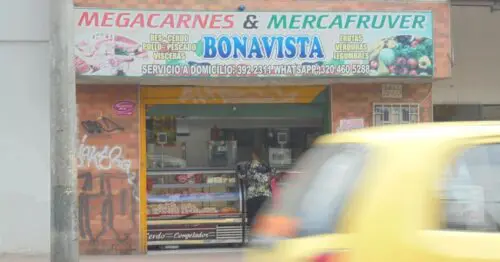 MEGACARNES & MERCAFRUVER
RES - CERDO
POLLO - PESCADO
VISCERAS
BONAVISTA
FRUTAS
VERDURAS
LEGUMBRES
SERVICIO A DOMICILIO: 392 2314 WHATSAPP: 320 460 5288
Cerdo Congelados